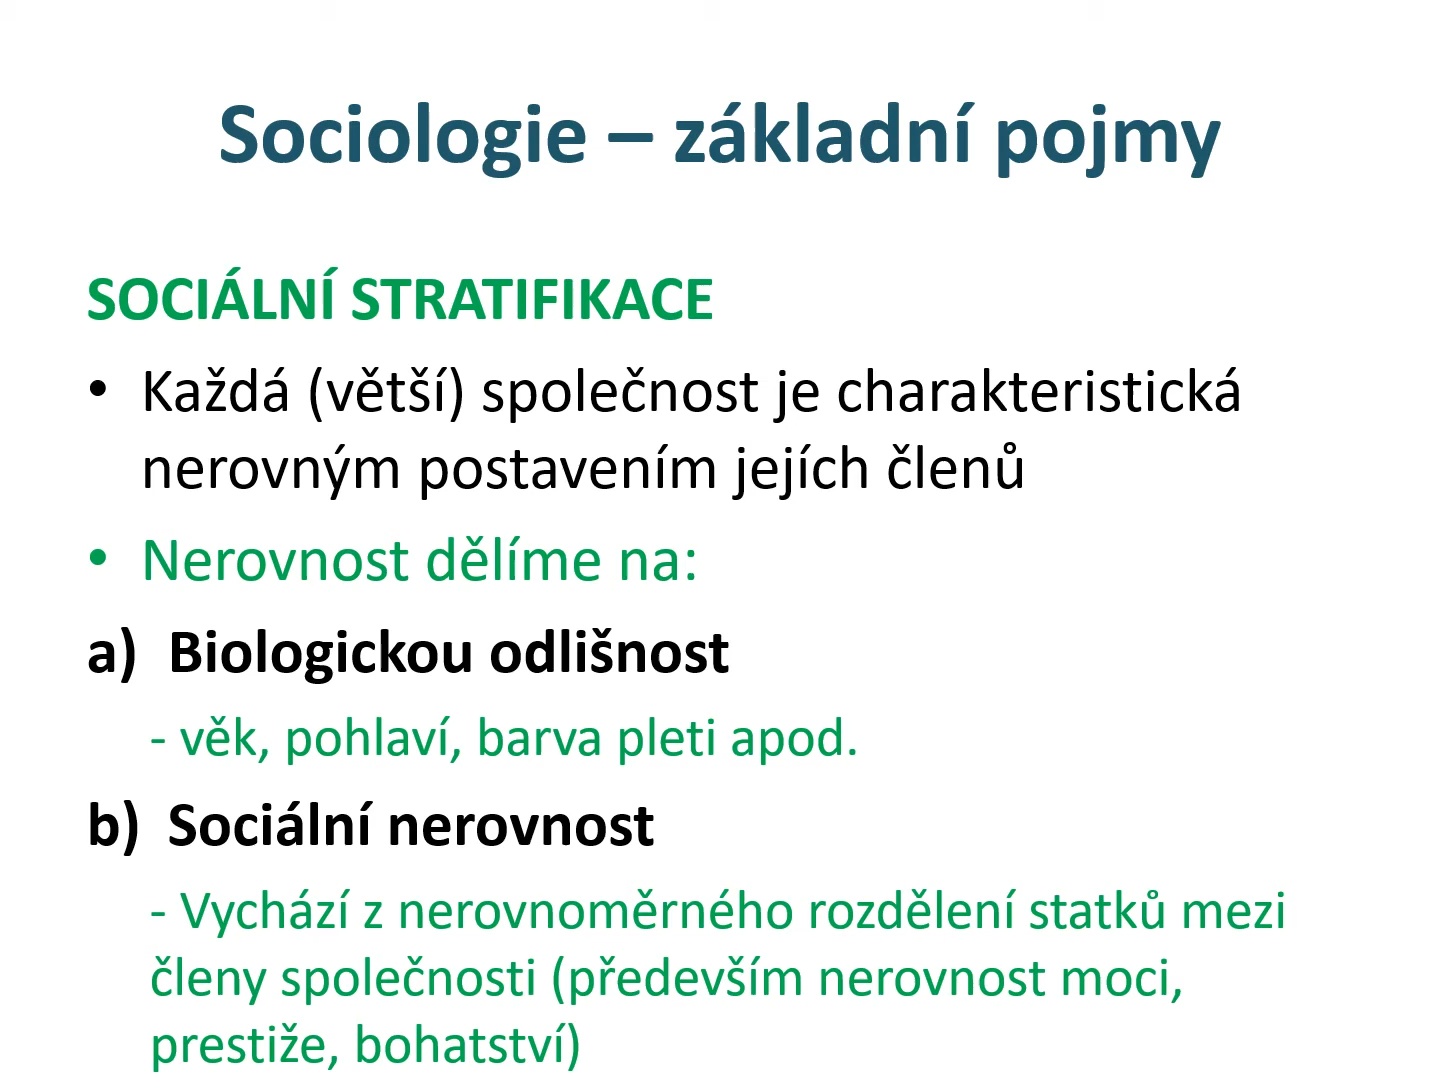 Sociologie – základní pojmy
SOCIÁLNÍ STRATIFIKACE
• Každá (větší) společnost je charakteristická
nerovným postavením jejích členů
• Nerovnost dělíme na:
a) Biologickou odlišnost
- věk, pohlaví, barva pleti apod.
b) Sociální nerovnost
- Vychází z nerovnoměrného rozdělení statků mezi
členy společnosti (především nerovnost moci,
prestiže, bohatství)